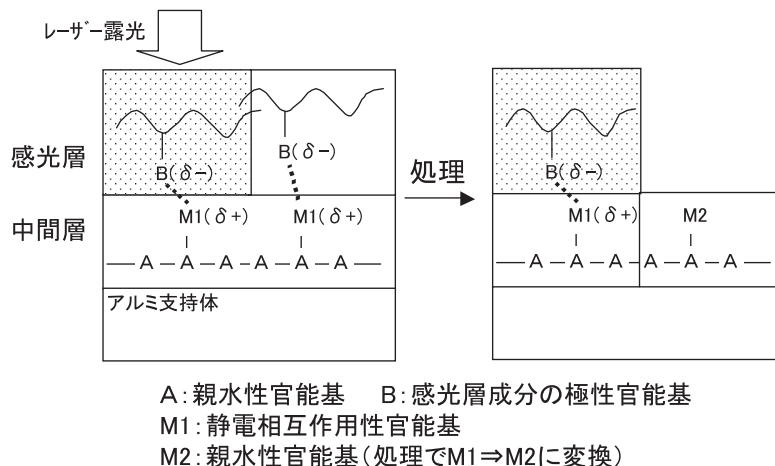 レーザー露光
感光層
B(δ−)
B(δ−)
処理
B(δ−)
中間層
M1(δ+)
M1(δ+)
M1(δ+)
M2
A − A − A − A − A − A
A − A − A − A − A − A
アルミ支持体
A:親水性官能基 B:感光層成分の極性官能基
M1:静電相互作用性官能基
M2:親水性官能基(処理でM1⇒M2に変換)